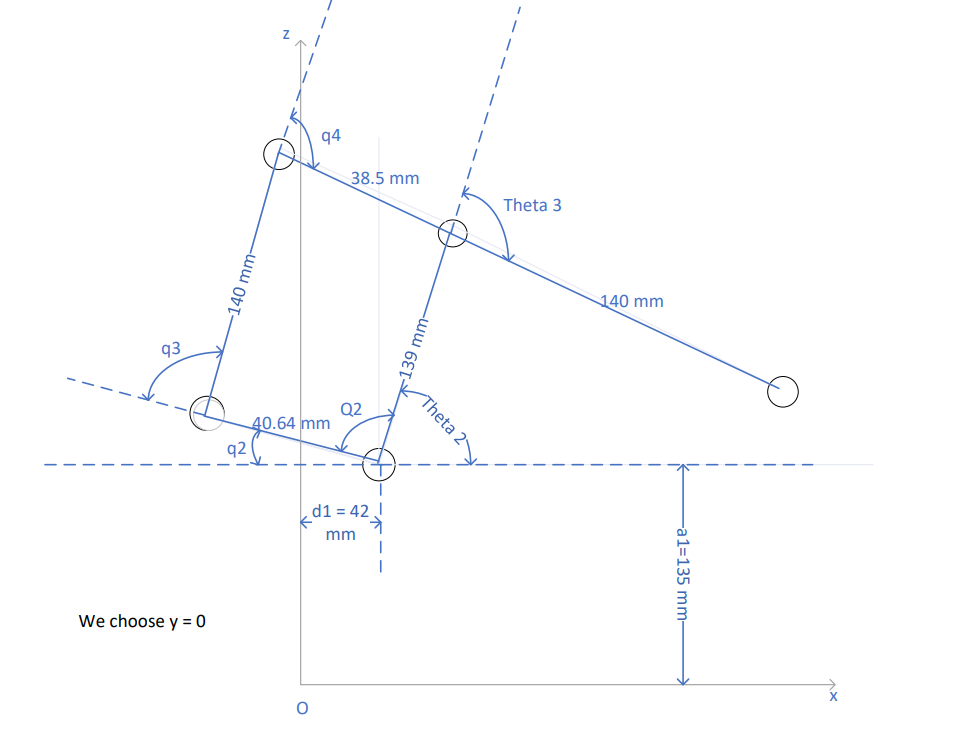 z
q4
38.5 mm
Theta 3
140 mm
140 mm
139 mm
q3
Q2
Theta 2
40.64 mm
q2
d1 = 42
mm
a1=135 mm
We choose y = 0
x
O